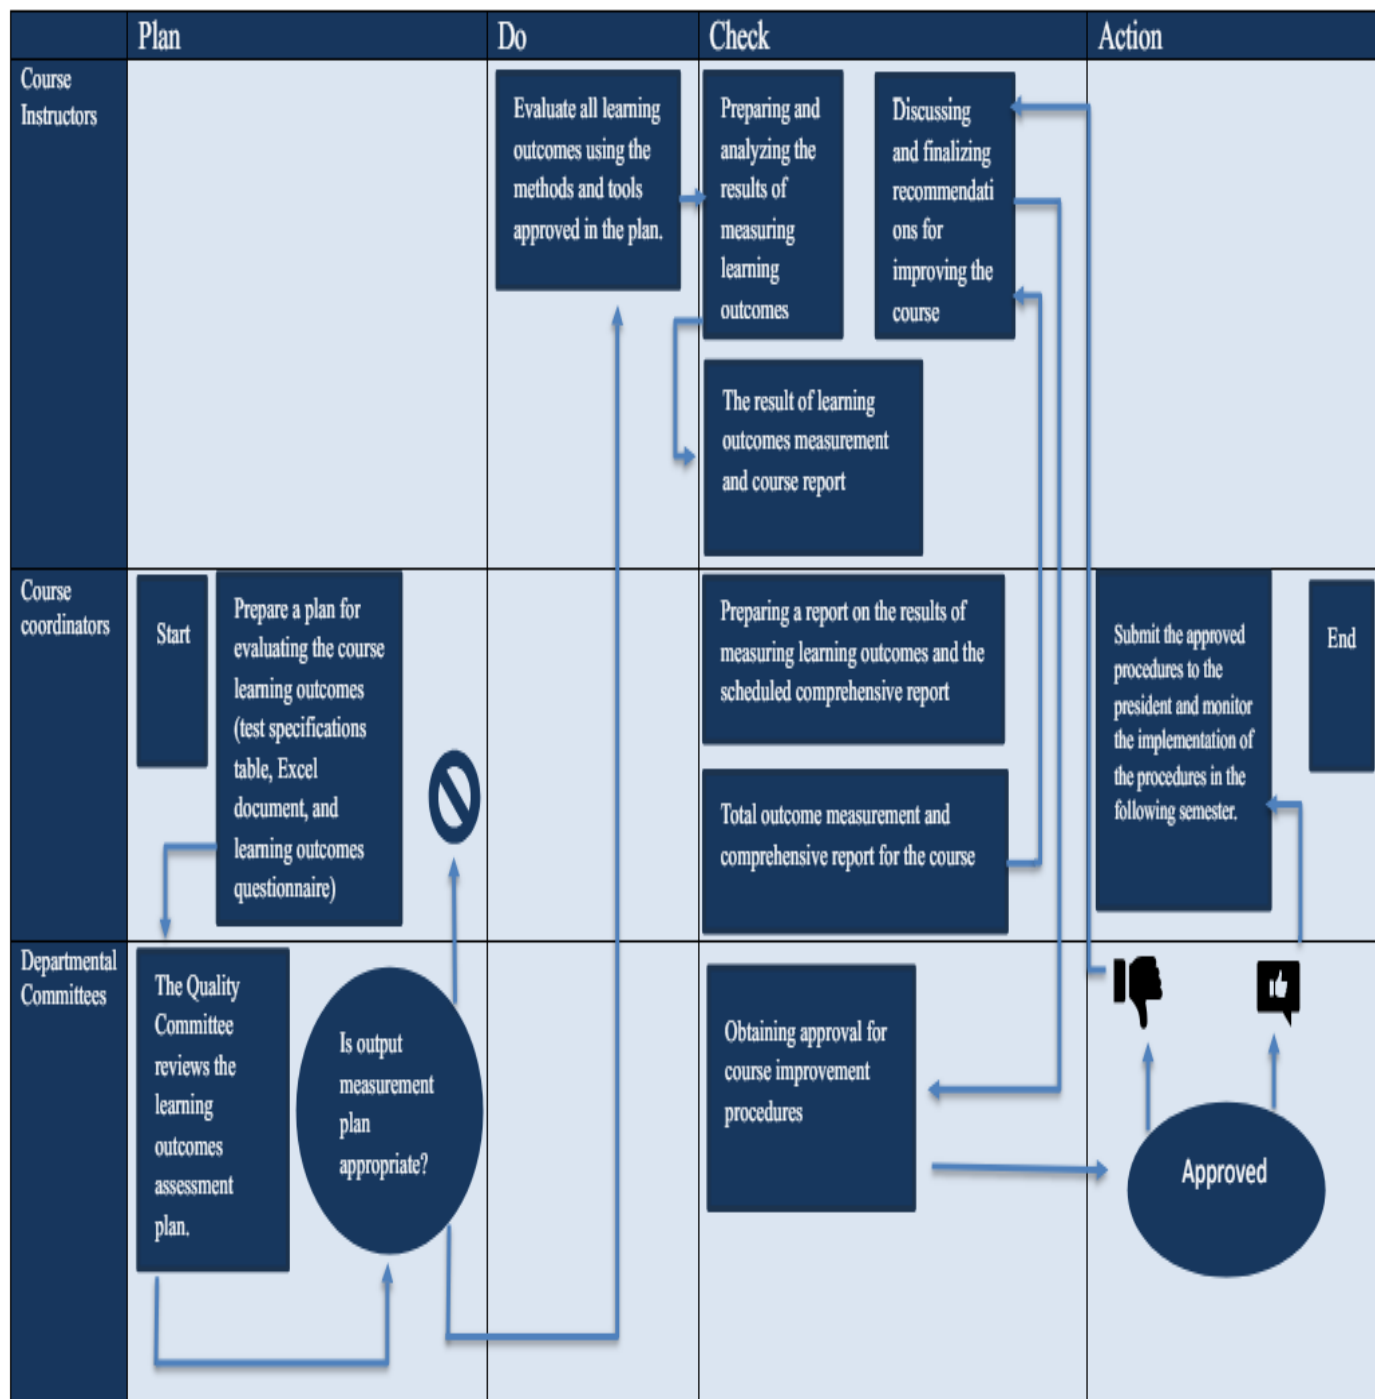 Plan
Do
Check
Action
Course
Instructors
Evaluate all learning
outcomes using the
methods and tools
approved in the plan.
Preparing and
analyzing the
results of
measuring
learning
outcomes
Discussing
and finalizing
recommendati
ons for
improving the
course
The result of learning
outcomes measurement
and course report
Course
coordinators
Start
Prepare a plan for
evaluating the course
learning outcomes
(test specifications
table, Excel
document, and
learning outcomes
questionnaire)
Preparing a report on the results of
measuring learning outcomes and the
scheduled comprehensive report
Total outcome measurement and
comprehensive report for the course
Submit the approved
procedures to the
president and monitor
the implementation of
the procedures in the
following semester.
End
Departmental
Committees
The Quality
Committee
reviews the
learning
outcomes
assessment
plan.
Is output
measurement
plan
appropriate?
Obtaining approval for
course improvement
procedures
Approved